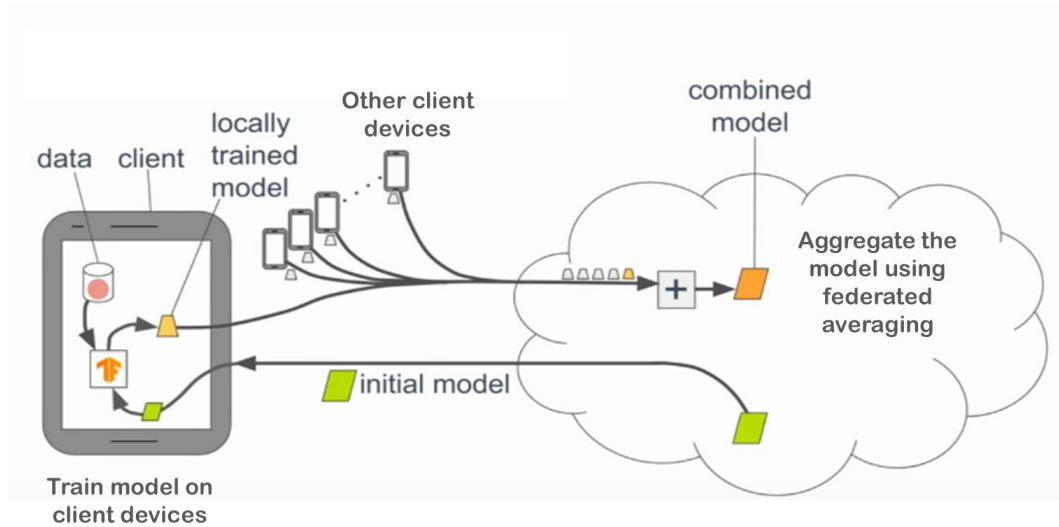 Other client
devices
combined
model
locally
trained
model
data
client
Aggregate the
model using
federated
averaging
initial model
Train model on
client devices